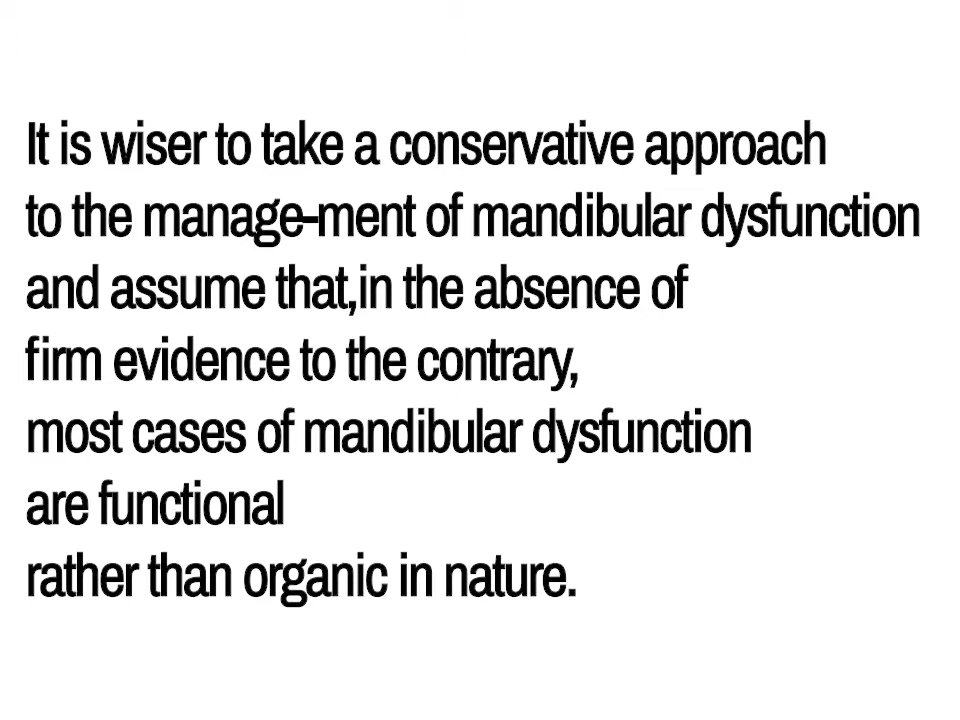 It is wiser to take a conservative approach
to the manage-ment of mandibular dysfunction
and assume that,in the absence of
firm evidence to the contrary,
most cases of mandibular dysfunction
are functional
rather than organic in nature.